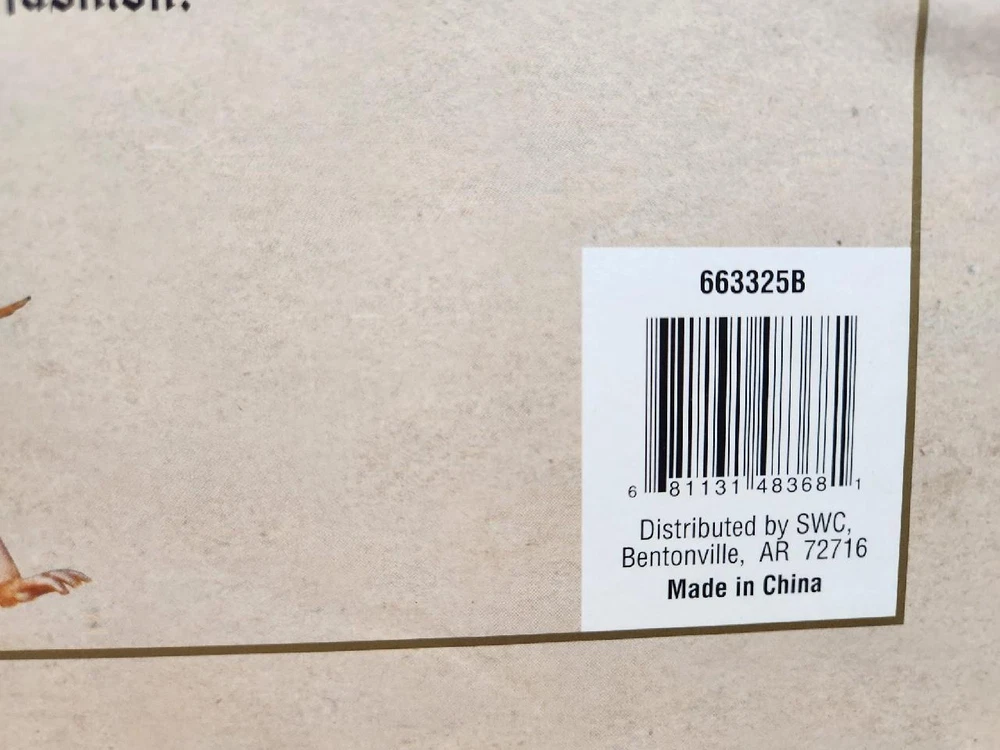 663325B
6 81131 48368 1
Distributed by SWC,
Bentonville, AR 72716
Made in China